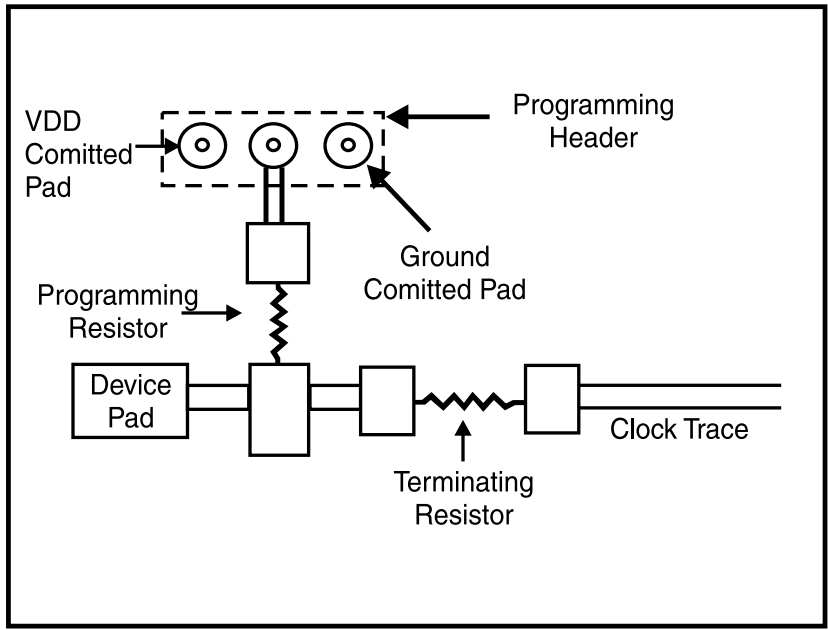 VDD
Comitted
Pad
Programming
Header
Ground
Comitted Pad
Programming
Resistor
Device
Pad
Clock Trace
Terminating
Resistor